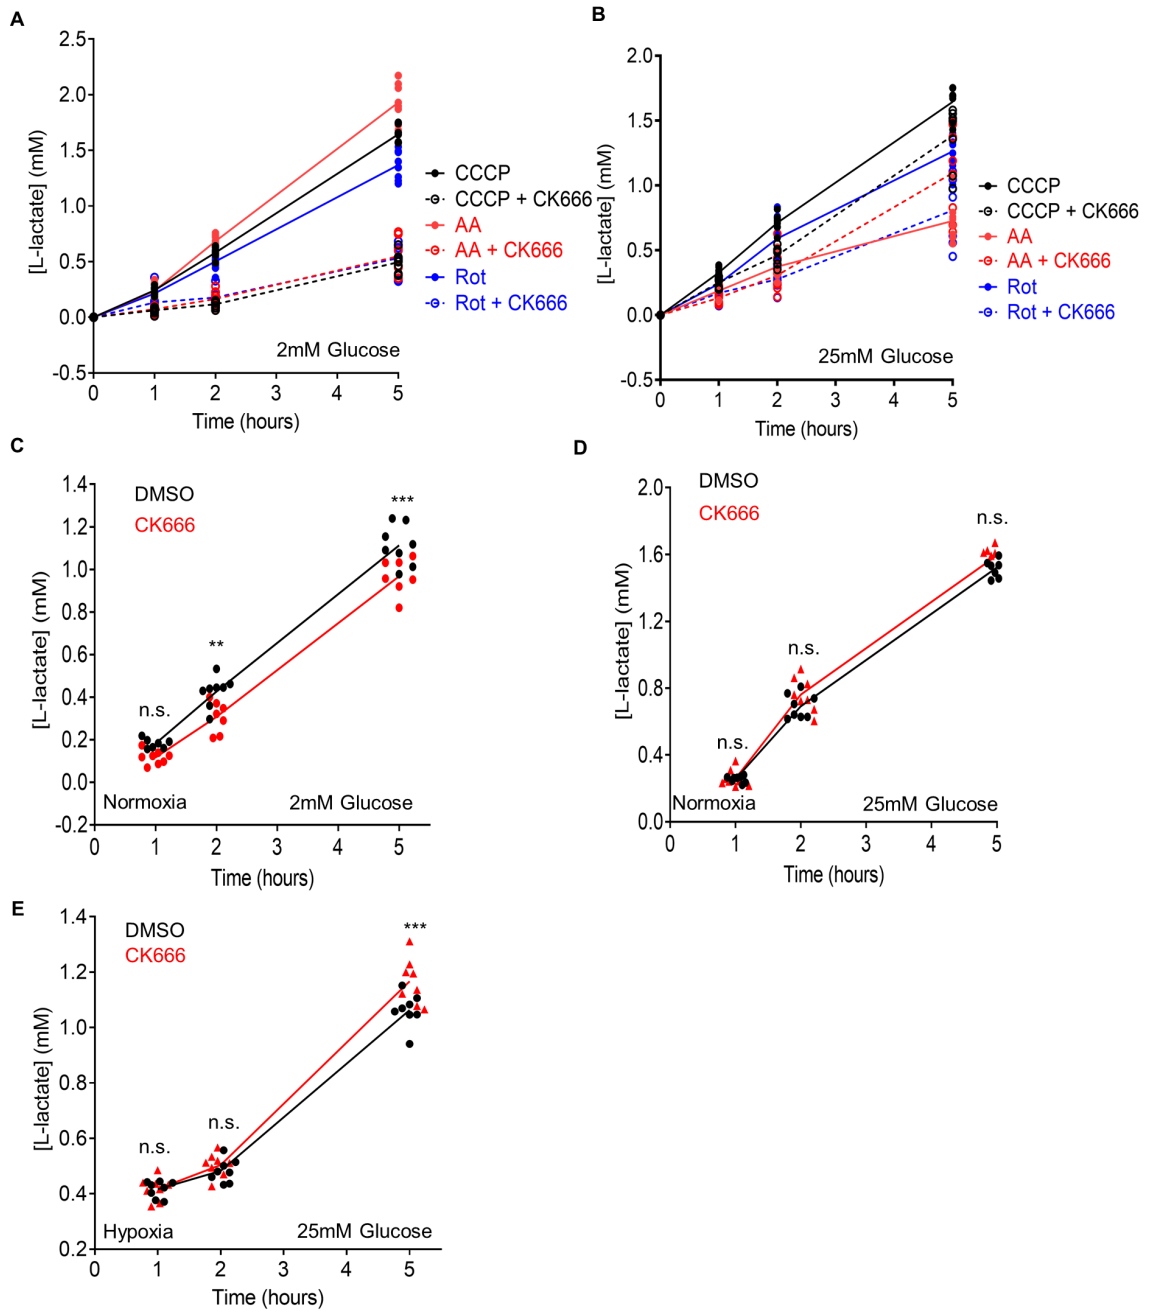 A
[L-lactate] (mM)
2.5
2.0
1.5
1.0
0.5
0.0
-0.5
0 1 2 3 4 5
Time (hours)
2mM Glucose
CCCP
CCCP + CK666
AA
AA + CK666
Rot
Rot + CK666
B
[L-lactate] (mM)
2.0
1.5
1.0
0.5
0.0
-0.5
0 1 2 3 4 5
Time (hours)
25mM Glucose
CCCP
CCCP + CK666
AA
AA + CK666
Rot
Rot + CK666
C
[L-lactate] (mM)
1.4
1.2
1.0
0.8
0.6
0.4
0.2
0.0
-0.2
DMSO
CK666
n.s.
**
***
Normoxia
2mM Glucose
0 1 2 3 4 5
Time (hours)
D
[L-lactate] (mM)
2.0
1.6
1.2
0.8
0.4
0.0
DMSO
CK666
n.s.
n.s.
n.s.
Normoxia
25mM Glucose
0 1 2 3 4 5
Time (hours)
E
[L-lactate] (mM)
1.4
1.2
1.0
0.8
0.6
0.4
0.2
DMSO
CK666
n.s.
n.s.
***
Hypoxia
25mM Glucose
0 1 2 3 4 5
Time (hours)